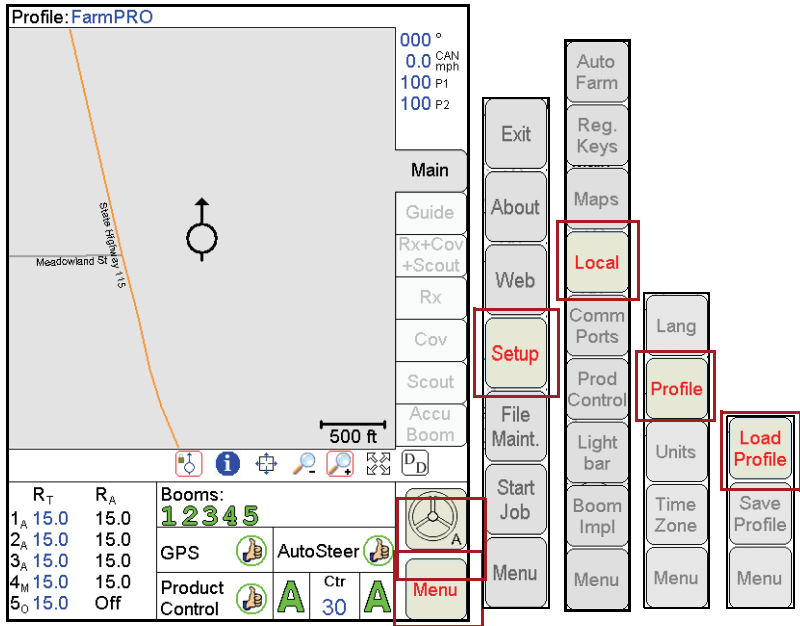 Profile: FarmPRO
000 °
0.0 CAN mph
100 P1
100 P2
Main
Guide
Rx+Cov
+Scout
Rx
Cov
Scout
Accu
Boom
State Highway 115
Meadowland St
500 ft
i
D D
RT RA
1A 15.0 15.0
2A 15.0 15.0
3A 15.0 15.0
4M 15.0 15.0
5O 15.0 Off
Booms:
1 2 3 4 5
GPS
AutoSteer
Product
Control
A
Ctr
30
A
A
Menu
Exit
About
Web
Setup
File
Maint.
Start
Job
Menu
Auto
Farm
Reg.
Keys
Maps
Local
Comm
Ports
Prod
Control
Light
bar
Boom
Impl
Menu
Lang
Profile
Units
Time
Zone
Menu
Load
Profile
Save
Profile
Menu